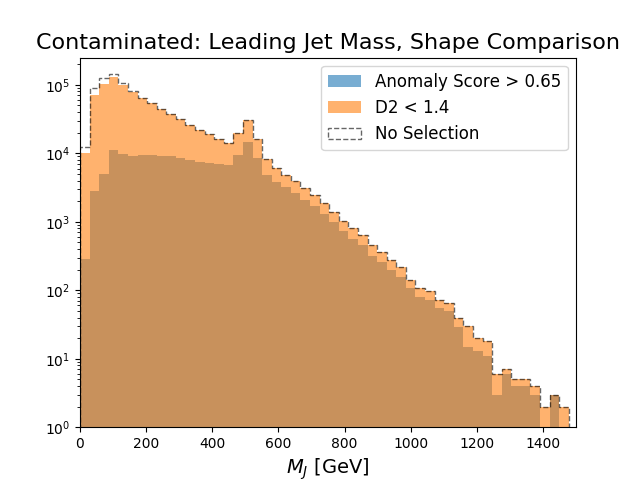 Contaminated: Leading Jet Mass, Shape Comparison
Anomaly Score > 0.65
D2 < 1.4
No Selection
10^5
10^4
10^3
10^2
10^1
10^0
0 200 400 600 800 1000 1200 1400
M_J [GeV]